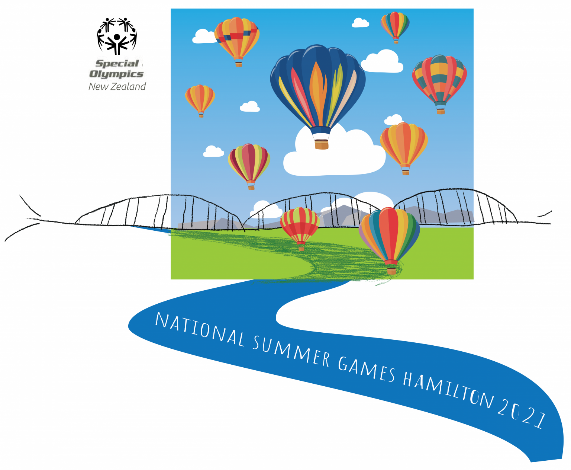 Special
Olympics
New Zealand
NATIONAL SUMMER GAMES HAMILTON 2021